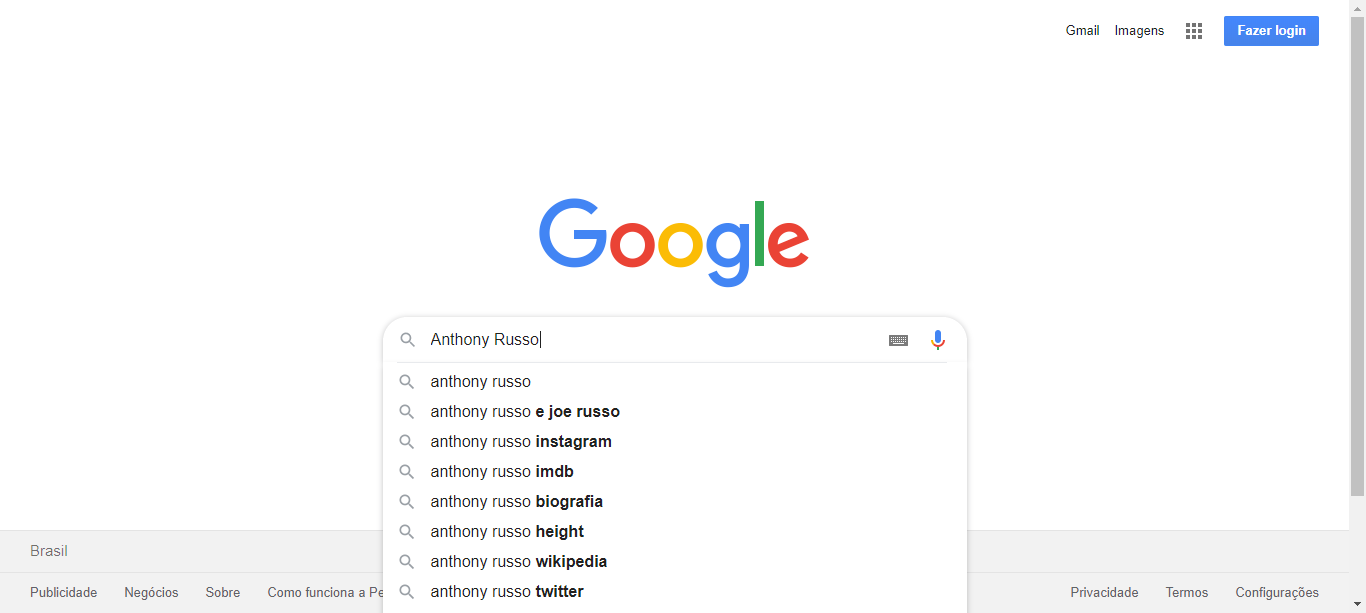 Gmail Imagens Fazer login
Google
Anthony Russo
anthony russo
anthony russo e joe russo
anthony russo instagram
anthony russo imdb
anthony russo biografia
anthony russo height
anthony russo wikipedia
anthony russo twitter
Brasil
Publicidade Negócios Sobre Como funciona a Pe
Privacidade Termos Configurações